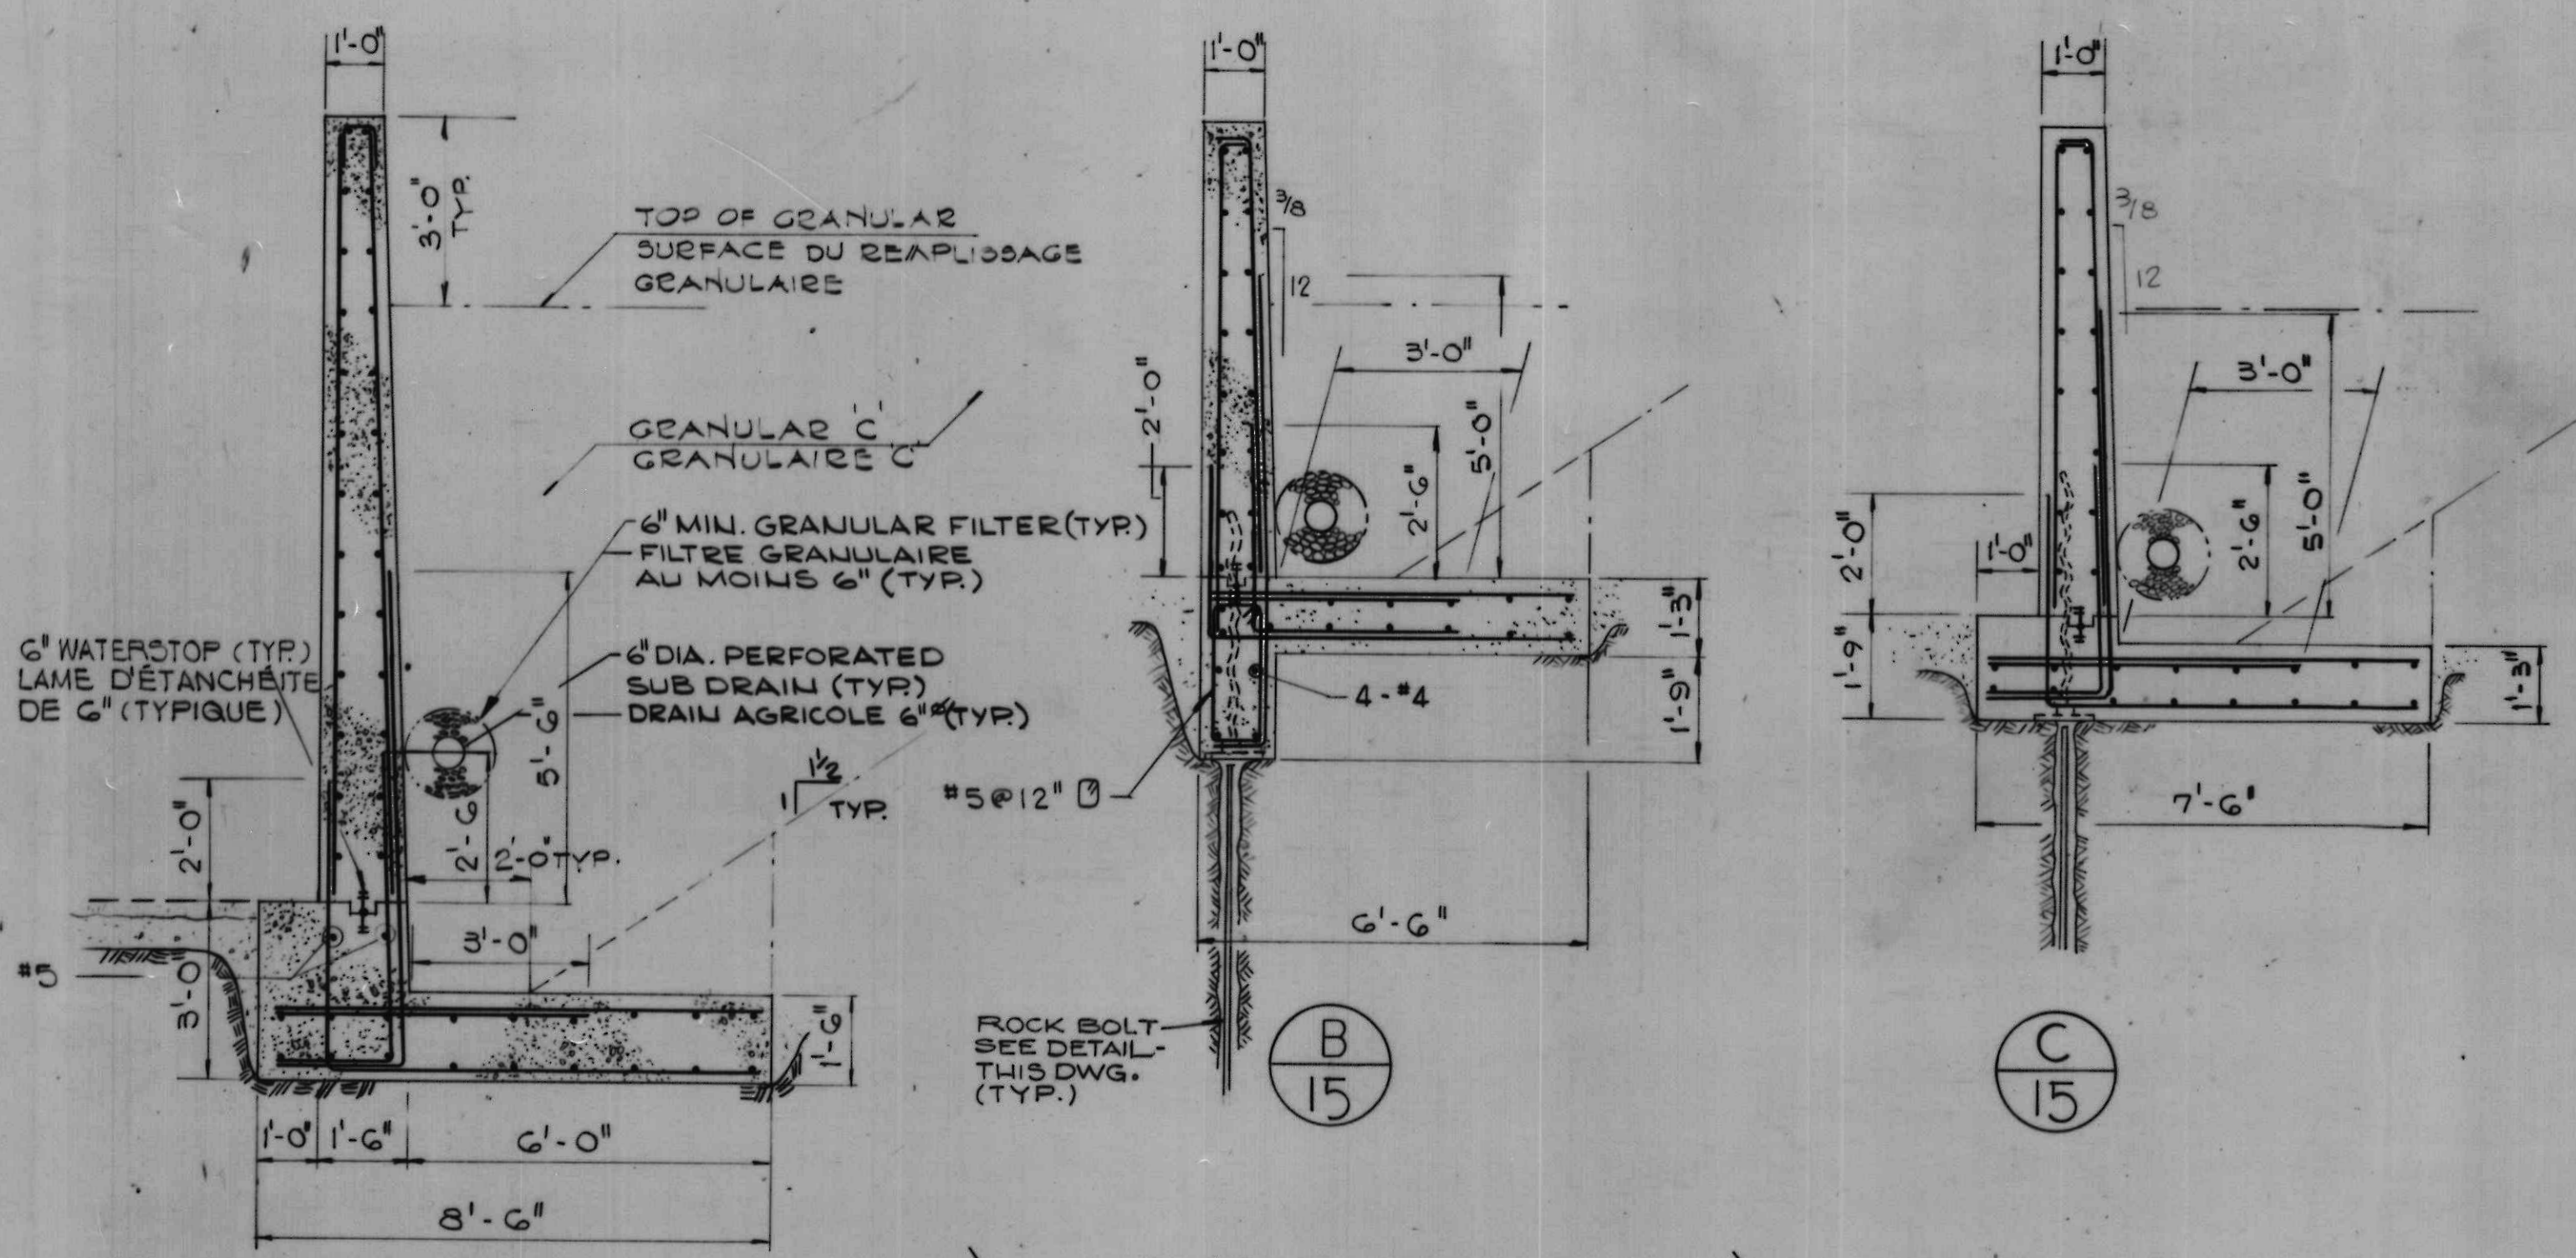 1'-0"
3'-0"
TYP.
TOP OF GRANULAR
SURFACE DU REMPLISSAGE
GRANULAIRE
GRANULAR 'C'
GRANULAIRE 'C'
6" MIN. GRANULAR FILTER (TYP.)
FILTRE GRANULAIRE
AU MOINS 6" (TYP.)
6" WATERSTOP (TYP.)
LAME D'ÉTANCHÉITE
DE 6" (TYPIQUE)
6" DIA. PERFORATED
SUB DRAIN (TYP.)
DRAIN AGRICOLE 6"ø (TYP.)
5'-6"
2'-6
2'-0" TYP.
1 1/2
1
TYP.
2'-0"
3'-0"
#5
3'-0
1'-6"
1'-0"
1'-6"
6'-0"
8'-6"
1'-0"
3/8
12
3'-0"
2'-0"
2'-6"
5'-0"
1'-3"
1'-9"
4-#4
#5@12"
6'-6"
ROCK BOLT
SEE DETAIL-
THIS DWG.
(TYP.)
B
15
1'-0"
3/8
12
3'-0"
2'-0"
1'-0"
2'-6"
5'-0"
1'-9"
1'-3"
7'-6"
C
15